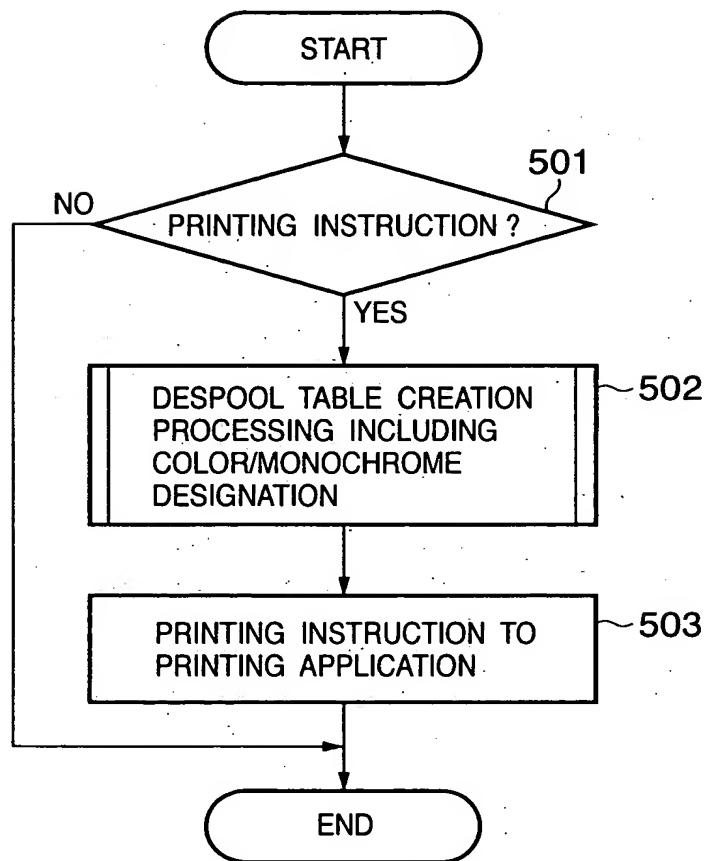 START
501
NO
PRINTING INSTRUCTION ?
YES
DESPOOL TABLE CREATION
PROCESSING INCLUDING
COLOR/MONOCHROME
DESIGNATION
502
PRINTING INSTRUCTION TO
PRINTING APPLICATION
503
END